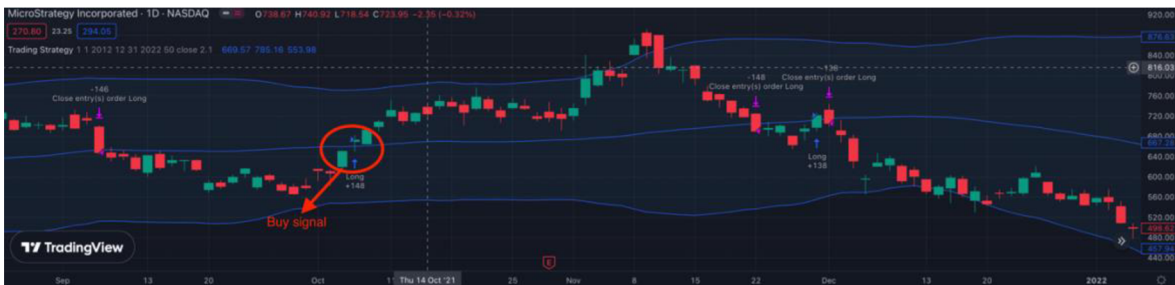 MicroStrategy Incorporated · 1D · NASDAQ O738.67 H740.92 L718.54 C723.95 -2.35 (-0.32%)
270.80 23.25 294.05
Trading Strategy 1 1 2012 12 31 2022 50 close 2.1 669.57 785.16 553.98
920.00
876.63
840.00
816.03
800.00
760.00
720.00
680.00
667.28
640.00
600.00
560.00
520.00
498.62
480.00
457.94
440.00
-146
Close entry(s) order Long
Long
+148
Buy signal
-148
Close entry(s) order Long
-138
Close entry(s) order Long
Long
+138
TradingView
E
Sep 13 20 Oct Thu 14 Oct '21 25 Nov 8 15 22 Dec 13 20 2022